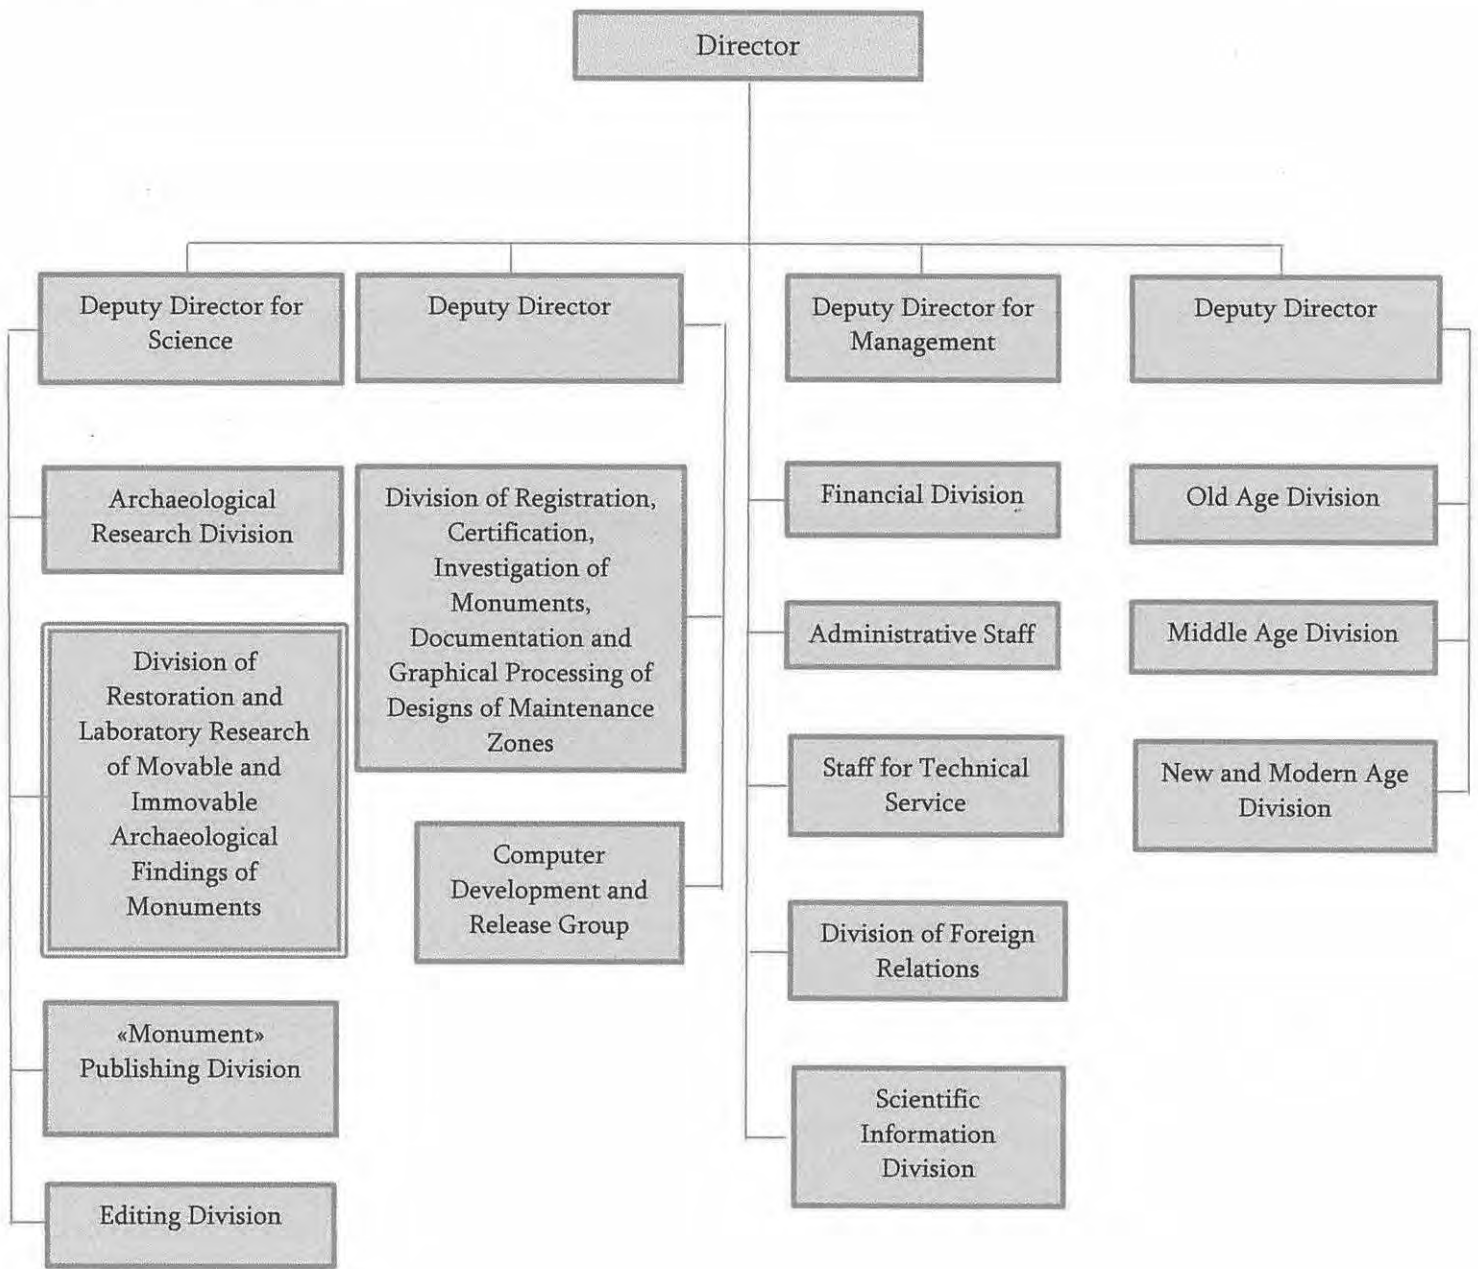 Director
Deputy Director for
Science
Deputy Director
Deputy Director for
Management
Deputy Director
Archaeological
Research Division
Division of
Restoration and
Laboratory Research
of Movable and
Immovable
Archaeological
Findings of
Monuments
«Monument»
Publishing Division
Editing Division
Division of Registration,
Certification,
Investigation of
Monuments,
Documentation and
Graphical Processing of
Designs of Maintenance
Zones
Computer
Development and
Release Group
Financial Division
Administrative Staff
Staff for Technical
Service
Division of Foreign
Relations
Scientific
Information
Division
Old Age Division
Middle Age Division
New and Modern Age
Division